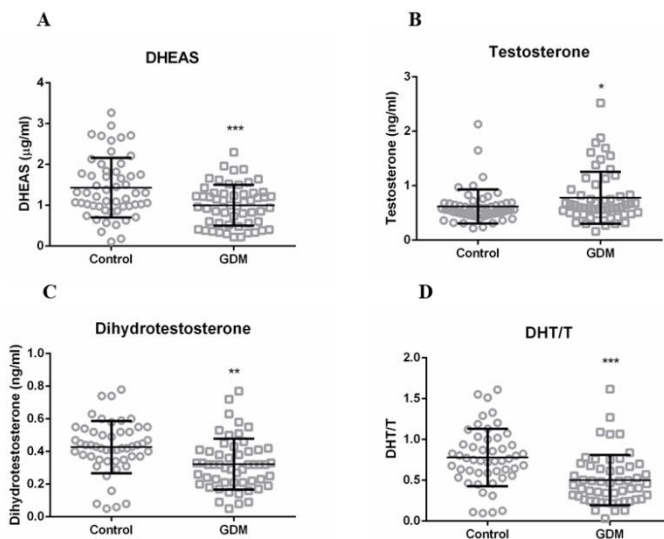 A
DHEAS
***
DHEAS (μg/ml)
4
3
2
1
0
Control
GDM
B
Testosterone
*
Testosterone (ng/ml)
3
2
1
0
Control
GDM
C
Dihydrotestosterone
**
Dihydrotestosterone (ng/ml)
1.0
0.8
0.6
0.4
0.2
0.0
Control
GDM
D
DHT/T
***
DHT/T
2.0
1.5
1.0
0.5
0.0
Control
GDM